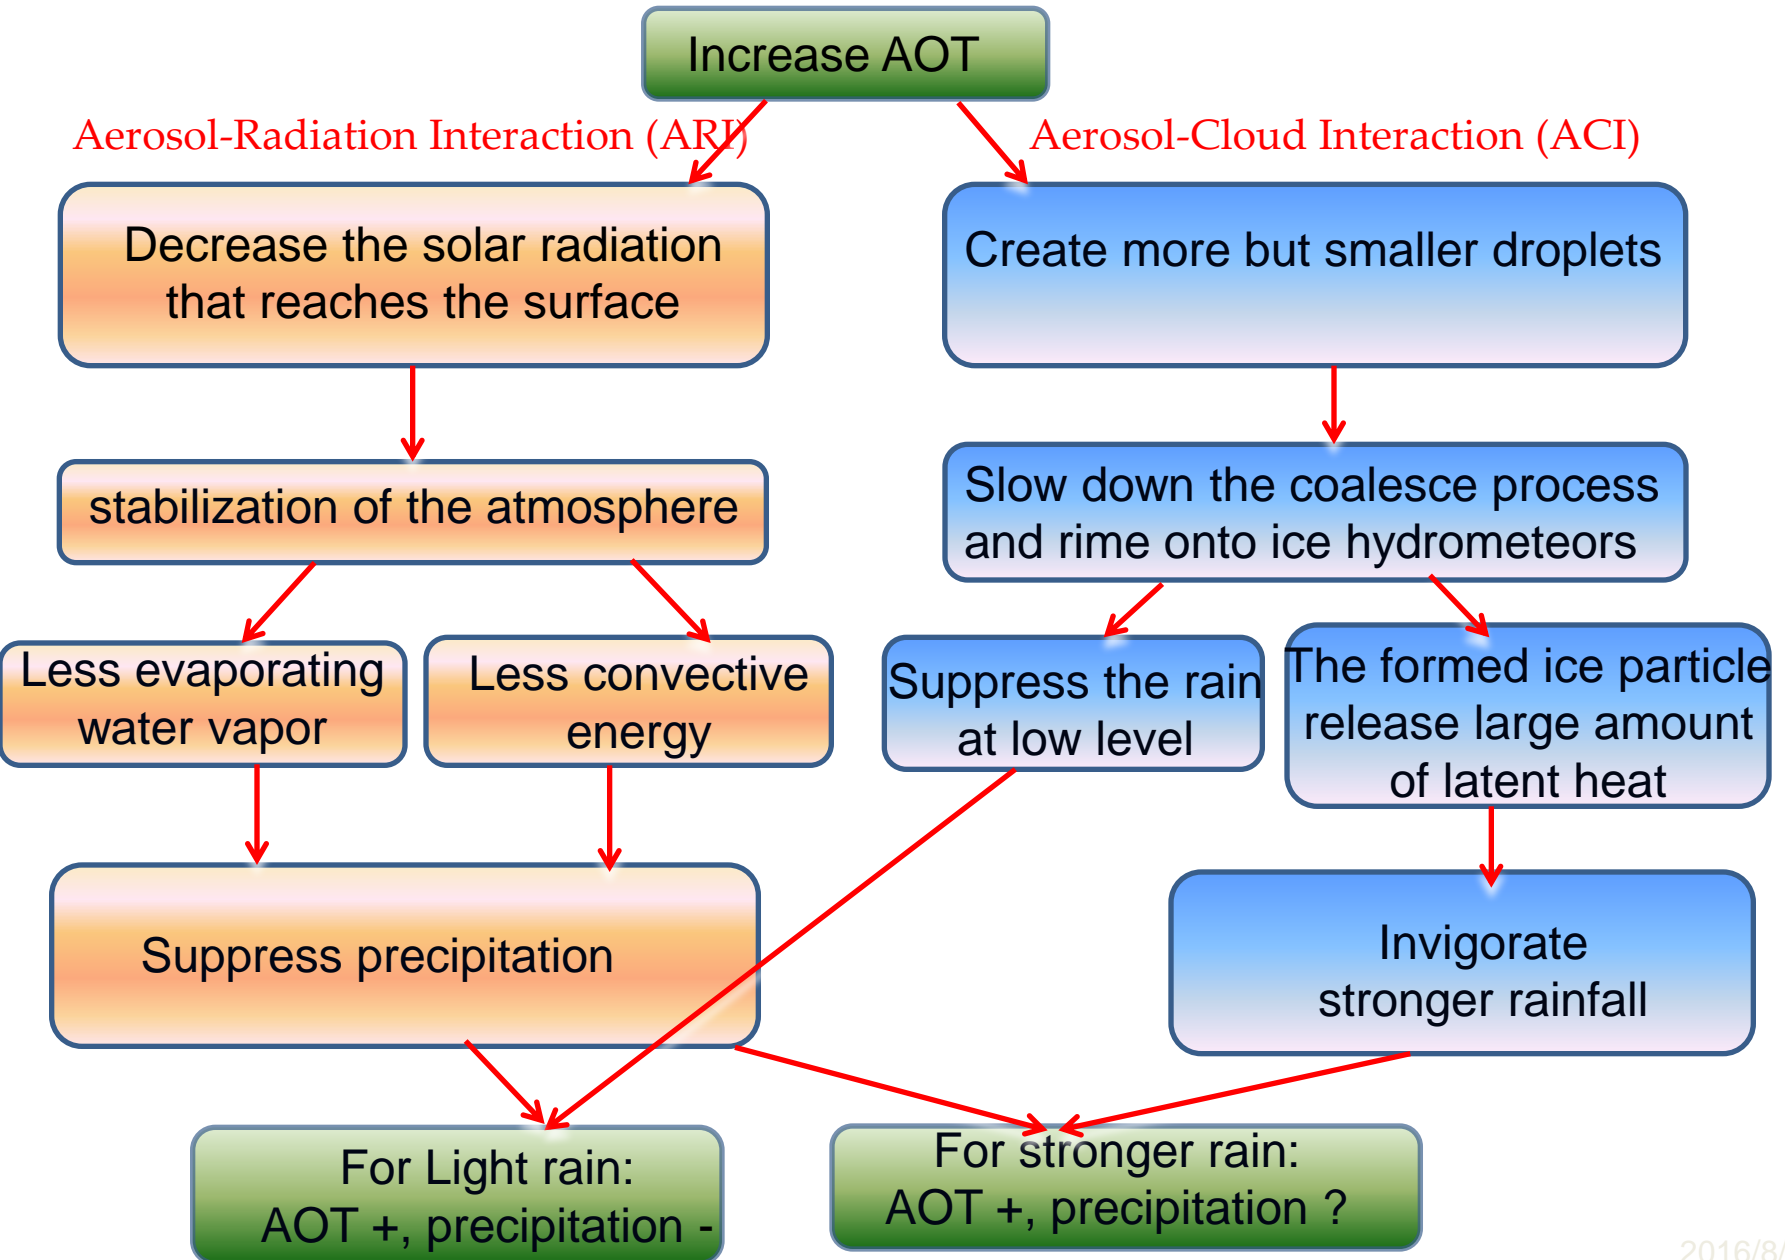 Increase AOT
Aerosol-Radiation Interaction (ARI)
Aerosol-Cloud Interaction (ACI)
Decrease the solar radiation
that reaches the surface
Create more but smaller droplets
stabilization of the atmosphere
Slow down the coalesce process
and rime onto ice hydrometeors
Less evaporating
water vapor
Less convective
energy
Suppress the rain
at low level
The formed ice particle
release large amount
of latent heat
Suppress precipitation
Invigorate
stronger rainfall
For Light rain:
AOT +, precipitation -
For stronger rain:
AOT +, precipitation ?
2016/8/